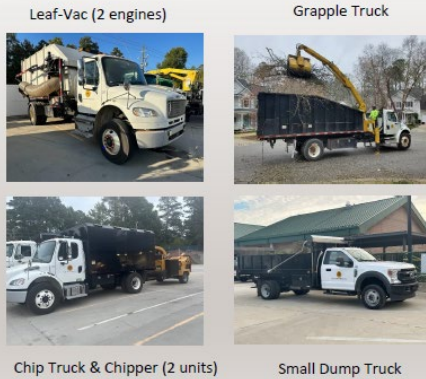 Leaf-Vac (2 engines)
Grapple Truck
Chip Truck & Chipper (2 units)
Small Dump Truck